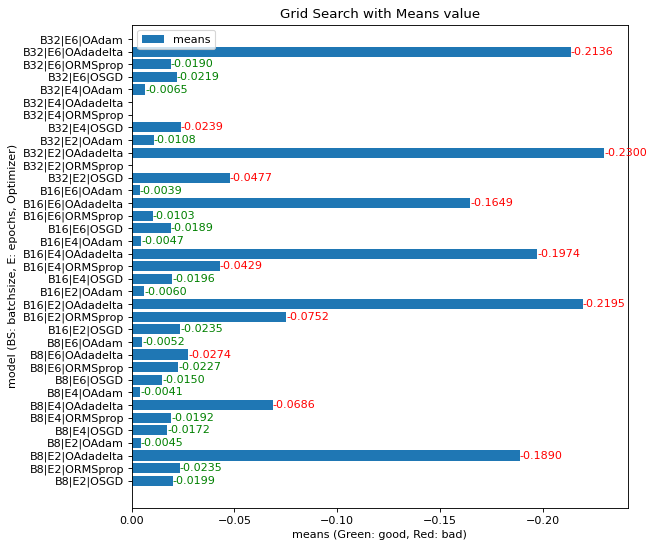 Grid Search with Means value
means
B32|E6|OAdam
B32|E6|OAdadelta -0.2136
B32|E6|ORMSprop -0.0190
B32|E6|OSGD -0.0219
B32|E4|OAdam -0.0065
B32|E4|OAdadelta
B32|E4|ORMSprop
B32|E4|OSGD -0.0239
B32|E2|OAdam -0.0108
B32|E2|OAdadelta -0.2300
B32|E2|ORMSprop
B32|E2|OSGD -0.0477
B16|E6|OAdam -0.0039
B16|E6|OAdadelta -0.1649
B16|E6|ORMSprop -0.0103
B16|E6|OSGD -0.0189
B16|E4|OAdam -0.0047
B16|E4|OAdadelta -0.1974
B16|E4|ORMSprop -0.0429
B16|E4|OSGD -0.0196
B16|E2|OAdam -0.0060
B16|E2|OAdadelta -0.2195
B16|E2|ORMSprop -0.0752
B16|E2|OSGD -0.0235
B8|E6|OAdam -0.0052
B8|E6|OAdadelta -0.0274
B8|E6|ORMSprop -0.0227
B8|E6|OSGD -0.0150
B8|E4|OAdam -0.0041
B8|E4|OAdadelta -0.0686
B8|E4|ORMSprop -0.0192
B8|E4|OSGD -0.0172
B8|E2|OAdam -0.0045
B8|E2|OAdadelta -0.1890
B8|E2|ORMSprop -0.0235
B8|E2|OSGD -0.0199
0.00 −0.05 −0.10 −0.15 −0.20
means (Green: good, Red: bad)
model (BS: batchsize, E: epochs, Optimizer)